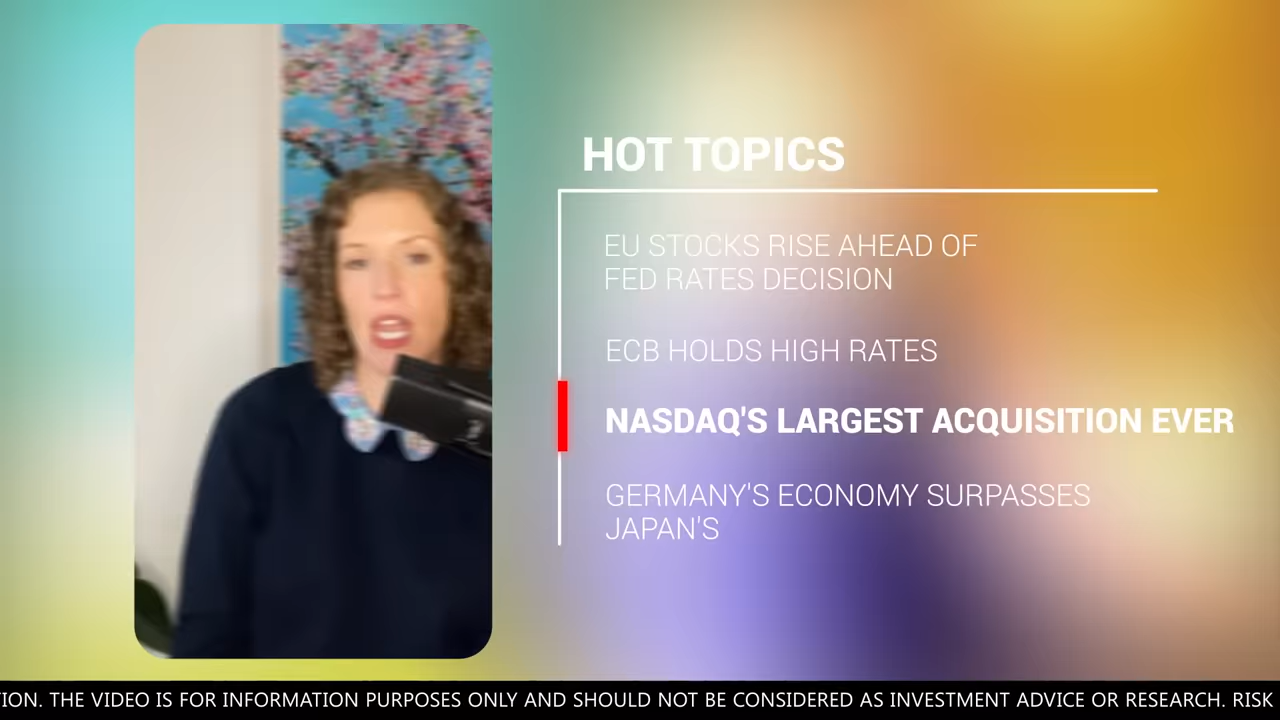 HOT TOPICS
EU STOCKS RISE AHEAD OF
FED RATES DECISION
ECB HOLDS HIGH RATES
NASDAQ'S LARGEST ACQUISITION EVER
GERMANY'S ECONOMY SURPASSES
JAPAN'S
THE VIDEO IS FOR INFORMATION PURPOSES ONLY AND SHOULD NOT BE CONSIDERED AS INVESTMENT ADVICE OR RESEARCH. RISK